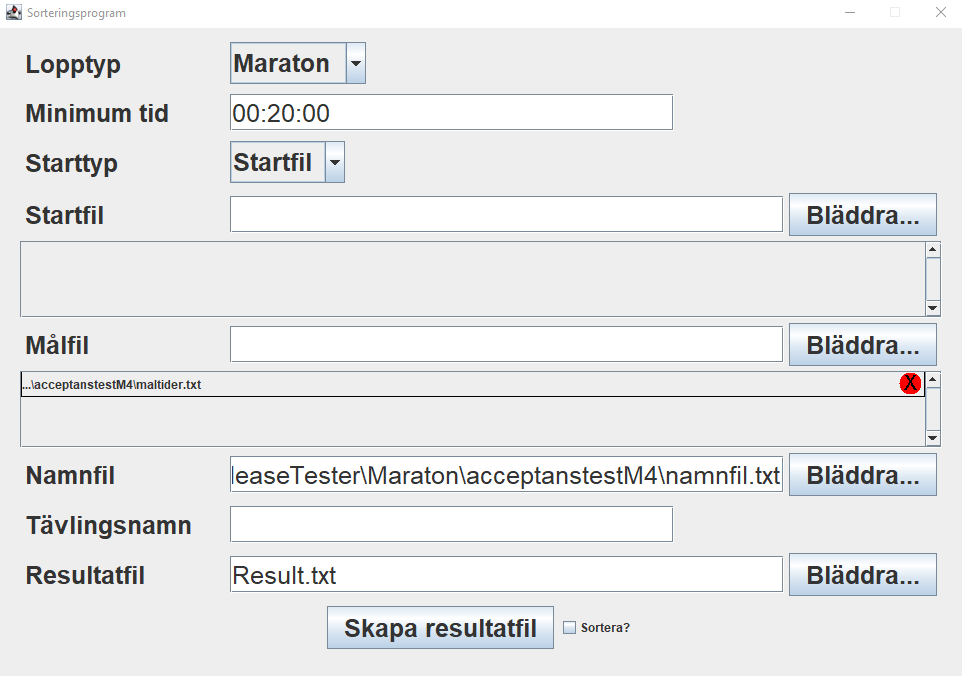 Sorteringsprogram
Lopptyp Maraton
Minimum tid 00:20:00
Starttyp Startfil
Startfil Bläddra...
Målfil Bläddra...
...\acceptanstestM4\maltider.txt X
Namnfil leaseTester\Maraton\acceptanstestM4\namnfil.txt Bläddra...
Tävlingsnamn
Resultatfil Result.txt Bläddra...
Skapa resultatfil Sortera?